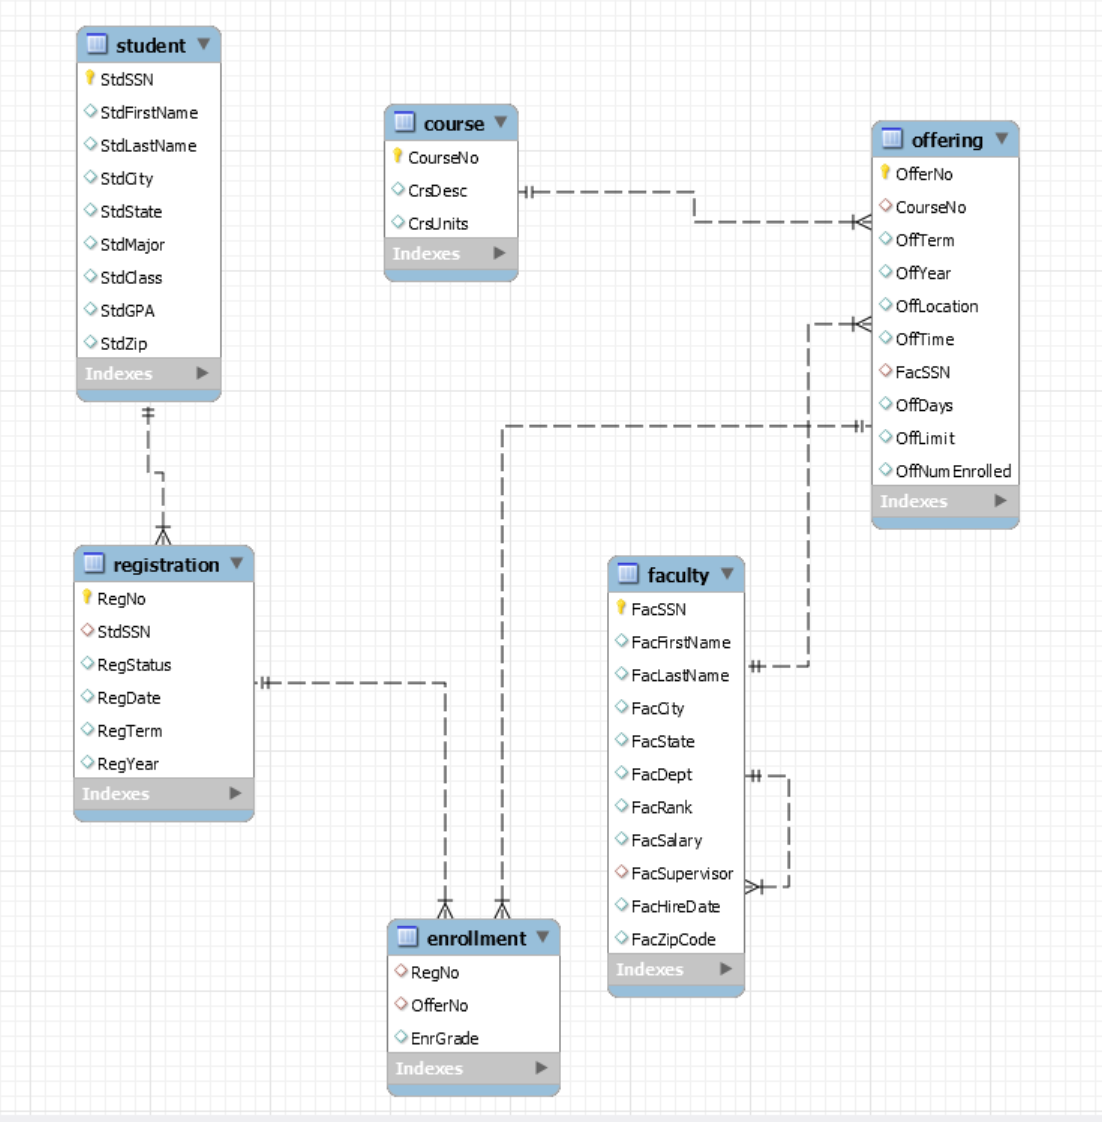 student
StdSSN
StdFirstName
StdLastName
StdCity
StdState
StdMajor
StdClass
StdGPA
StdZip
Indexes
course
CourseNo
CrsDesc
CrsUnits
Indexes
offering
OfferNo
CourseNo
OffTerm
OffYear
OffLocation
OffTime
FacSSN
OffDays
OffLimit
OffNumEnrolled
Indexes
registration
RegNo
StdSSN
RegStatus
RegDate
RegTerm
RegYear
Indexes
faculty
FacSSN
FacFirstName
FacLastName
FacCity
FacState
FacDept
FacRank
FacSalary
FacSupervisor
FacHireDate
FacZipCode
Indexes
enrollment
RegNo
OfferNo
EnrGrade
Indexes